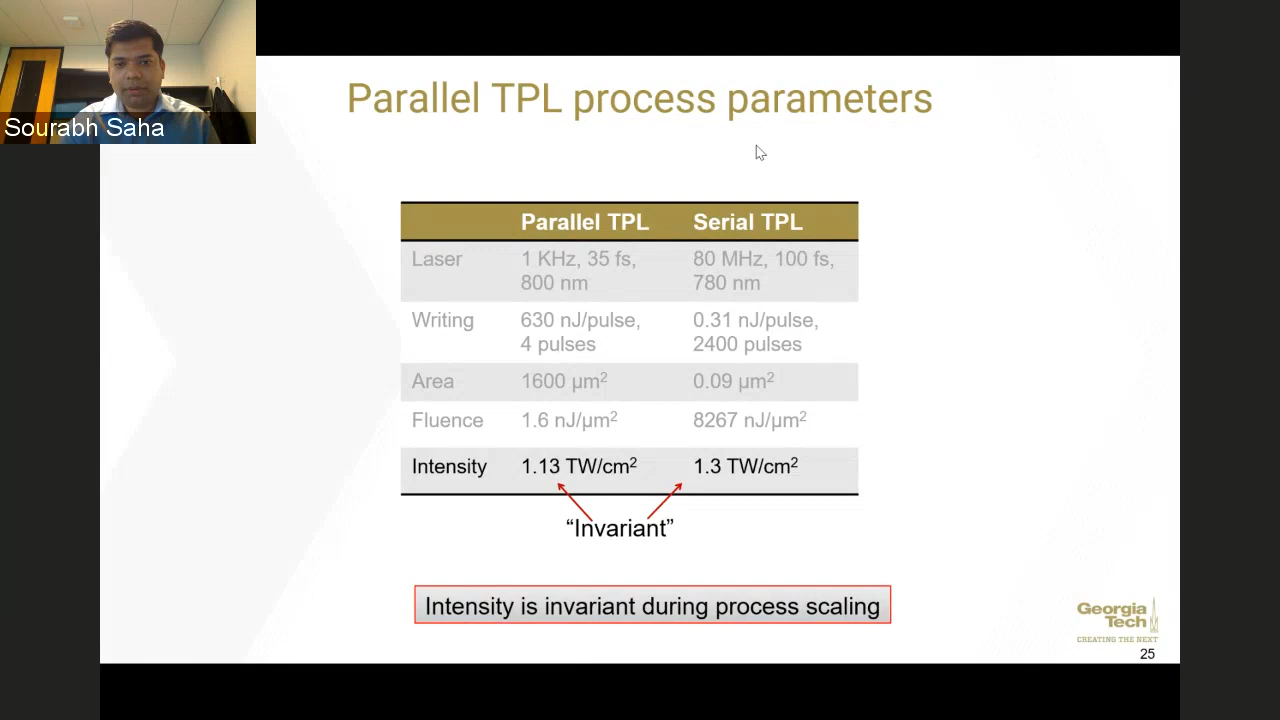 Sourabh Saha
Parallel TPL process parameters
Parallel TPL Serial TPL
Laser 1 KHz, 35 fs, 80 MHz, 100 fs,
800 nm 780 nm
Writing 630 nJ/pulse, 0.31 nJ/pulse,
4 pulses 2400 pulses
Area 1600 µm² 0.09 µm²
Fluence 1.6 nJ/µm² 8267 nJ/µm²
Intensity 1.13 TW/cm² 1.3 TW/cm²
“Invariant”
Intensity is invariant during process scaling
Georgia
Tech
CREATING THE NEXT
25